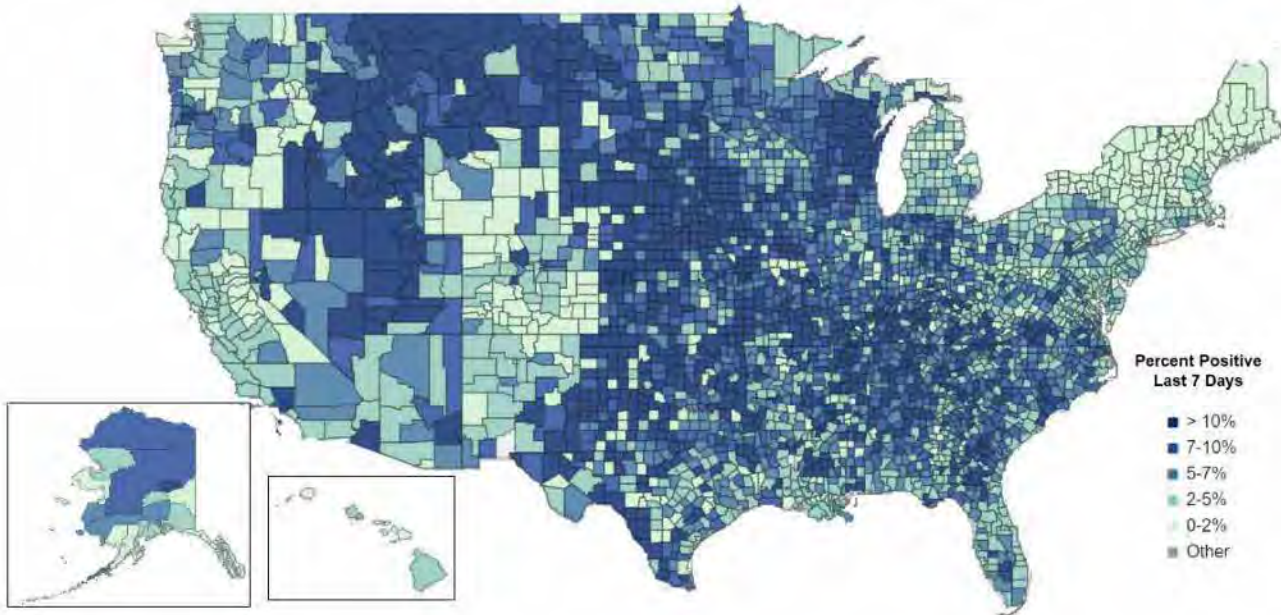 Percent Positive
Last 7 Days
> 10%
7-10%
5-7%
2-5%
0-2%
Other